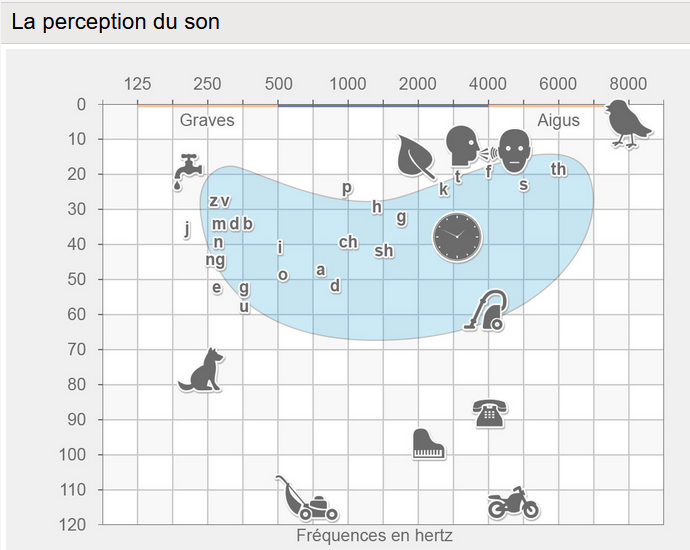 La perception du son
125 250 500 1000 2000 4000 6000 8000
0
Graves Aigus
10
20
p t f th
k s
30
z v h
g
j m d b
40
n i ch
sh
ng
50
o a
e g d
60
u
70
80
90
100
110
120
Fréquences en hertz